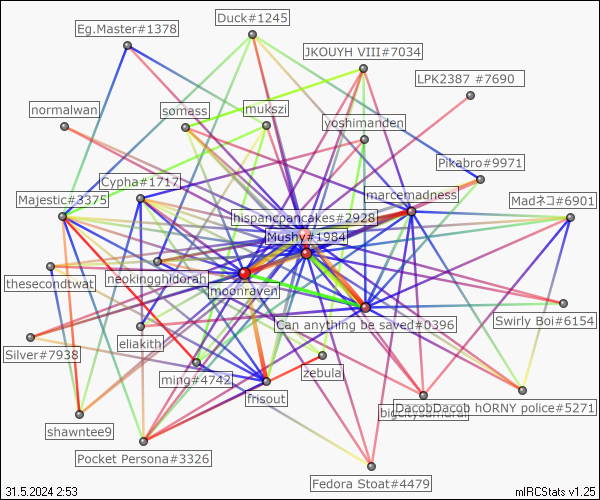 Duck#1245
Eg.Master#1378
JKOUYH VIII#7034
LPK2387 #7690
normalwan
somass
mukszi
yoshimanden
Pikabro#9971
Cypha#1717
marcemadness
Majestic#3375
Madネコ#6901
hispancpancakes#2928
Mushy#1984
thesecondtwat
neokingghidorah
moonraven
Can anything be saved#0396
Swirly Boi#6154
eliakith
Silver#7938
ming#4742
zebula
frisout
DacobDacob hORNY police#5271
bigcitysamurai
shawntee9
Pocket Persona#3326
Fedora Stoat#4479
31.5.2024 2:53
mIRCStats v1.25